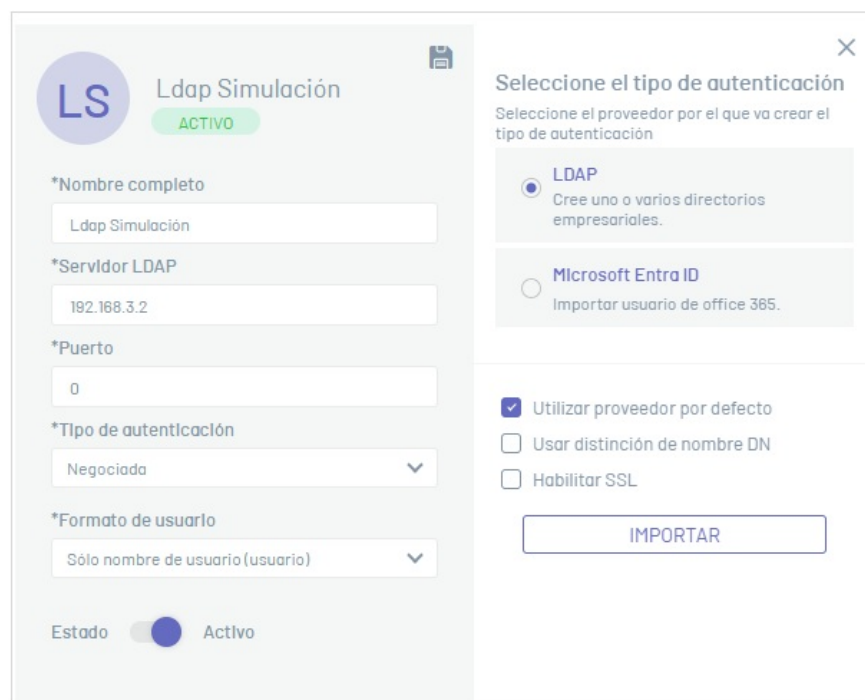 LS
Ldap Simulación
ACTIVO
*Nombre completo
Ldap Simulación
*Servidor LDAP
192.168.3.2
*Puerto
0
*Tipo de autenticación
Negociada
*Formato de usuario
Sólo nombre de usuario (usuario)
Estado Activo
Seleccione el tipo de autenticación
Seleccione el proveedor por el que va crear el
tipo de autenticación
LDAP
Cree uno o varios directorios
empresariales.
Microsoft Entra ID
Importar usuario de office 365.
Utilizar proveedor por defecto
Usar distinción de nombre DN
Habilitar SSL
IMPORTAR